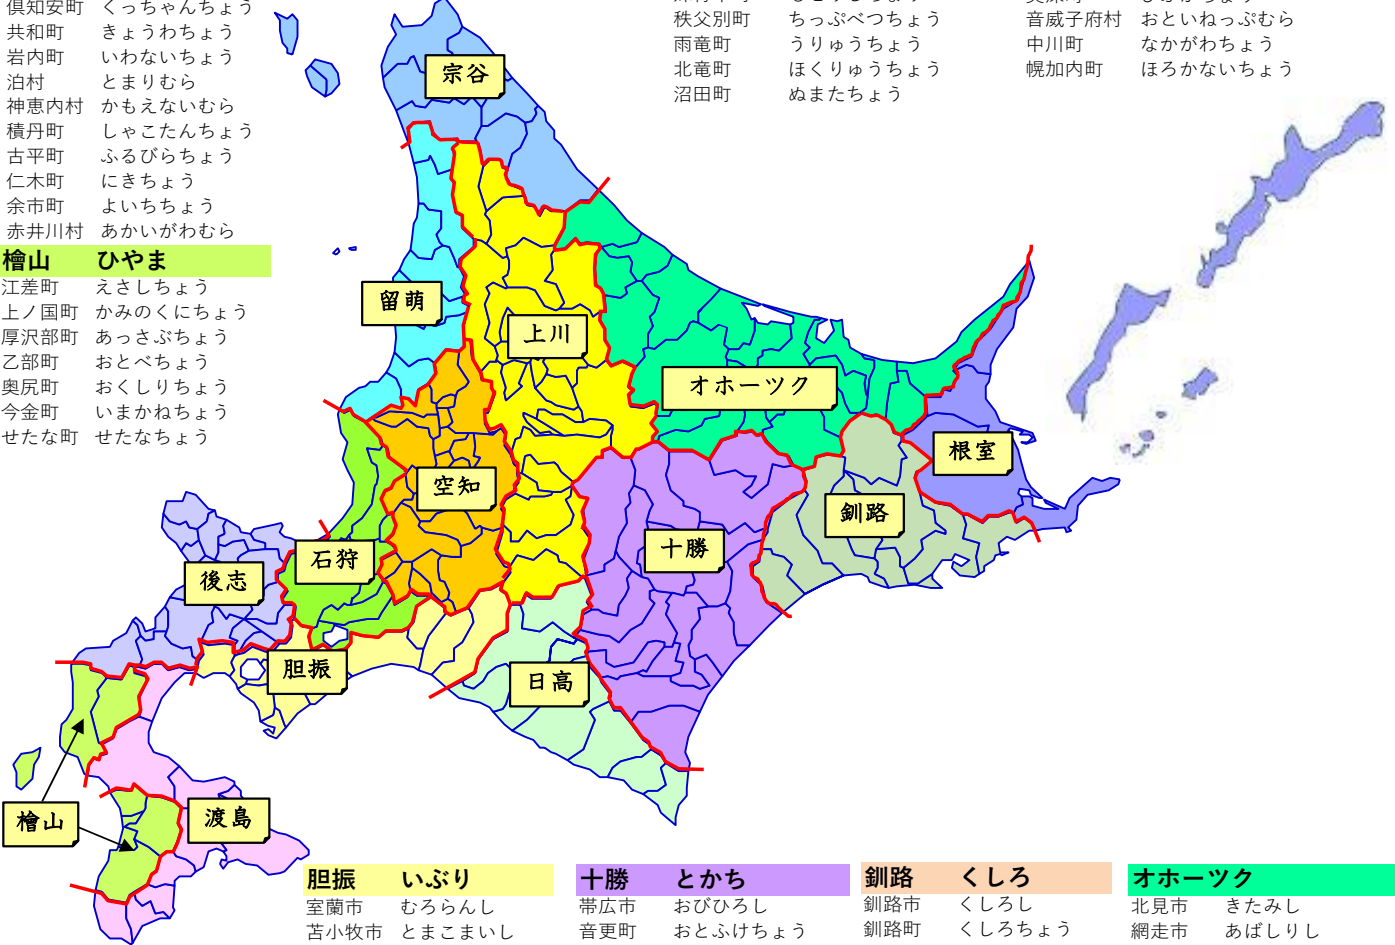 倶知安町 くっちゃんちょう
共和町 きょうわちょう
岩内町 いわないちょう
泊村 とまりむら
神恵内村 かもえないむら
積丹町 しゃこたんちょう
古平町 ふるびらちょう
仁木町 にきちょう
余市町 よいちちょう
赤井川村 あかいがわむら
檜山 ひやま
江差町 えさしちょう
上ノ国町 かみのくにちょう
厚沢部町 あっさぶちょう
乙部町 おとべちょう
奥尻町 おくしりちょう
今金町 いまかねちょう
せたな町 せたなちょう
秩父別町 ちっぷべつちょう
雨竜町 うりゅうちょう
北竜町 ほくりゅうちょう
沼田町 ぬまたちょう
音威子府村 おといねっぷむら
中川町 なかがわちょう
幌加内町 ほろかないちょう
宗谷
留萌
上川
オホーツク
根室
空知
釧路
十勝
石狩
後志
胆振
日高
檜山
渡島
胆振 いぶり
室蘭市 むろらんし
苫小牧市 とまこまいし
十勝 とかち
帯広市 おびひろし
音更町 おとふけちょう
釧路 くしろ
釧路市 くしろし
釧路町 くしろちょう
オホーツク
北見市 きたみし
網走市 あばしりし